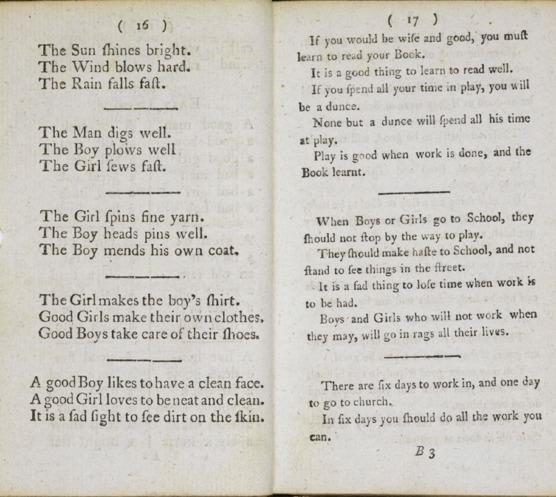 ( 16 )
The Sun ſhines bright.
The Wind blows hard.
The Rain falls faſt.
The Man digs well.
The Boy plows well
The Girl ſews faſt.
The Girl ſpins fine yarn.
The Boy heads pins well.
The Boy mends his own coat.
The Girl makes the boy's ſhirt.
Good Girls make their own clothes.
Good Boys take care of their ſhoes.
A good Boy likes to have a clean face.
A good Girl loves to be neat and clean.
It is a ſad ſight to ſee dirt on the ſkin.
( 17 )
If you would be wiſe and good, you muſt
learn to read your Book.
It is a good thing to learn to read well.
If you ſpend all your time in play, you will
be a dunce.
None but a dunce will ſpend all his time
at play.
Play is good when work is done, and the
Book learnt.
When Boys or Girls go to School, they
ſhould not ſtop by the way to play.
They ſhould make haſte to School, and not
ſtand to ſee things in the ſtreet.
It is a ſad thing to loſe time when work is
to be had.
Boys and Girls who will not work when
they may, will go in rags all their lives.
There are ſix days to work in, and one day
to go to church.
In ſix days you ſhould do all the work you
can.
B 3